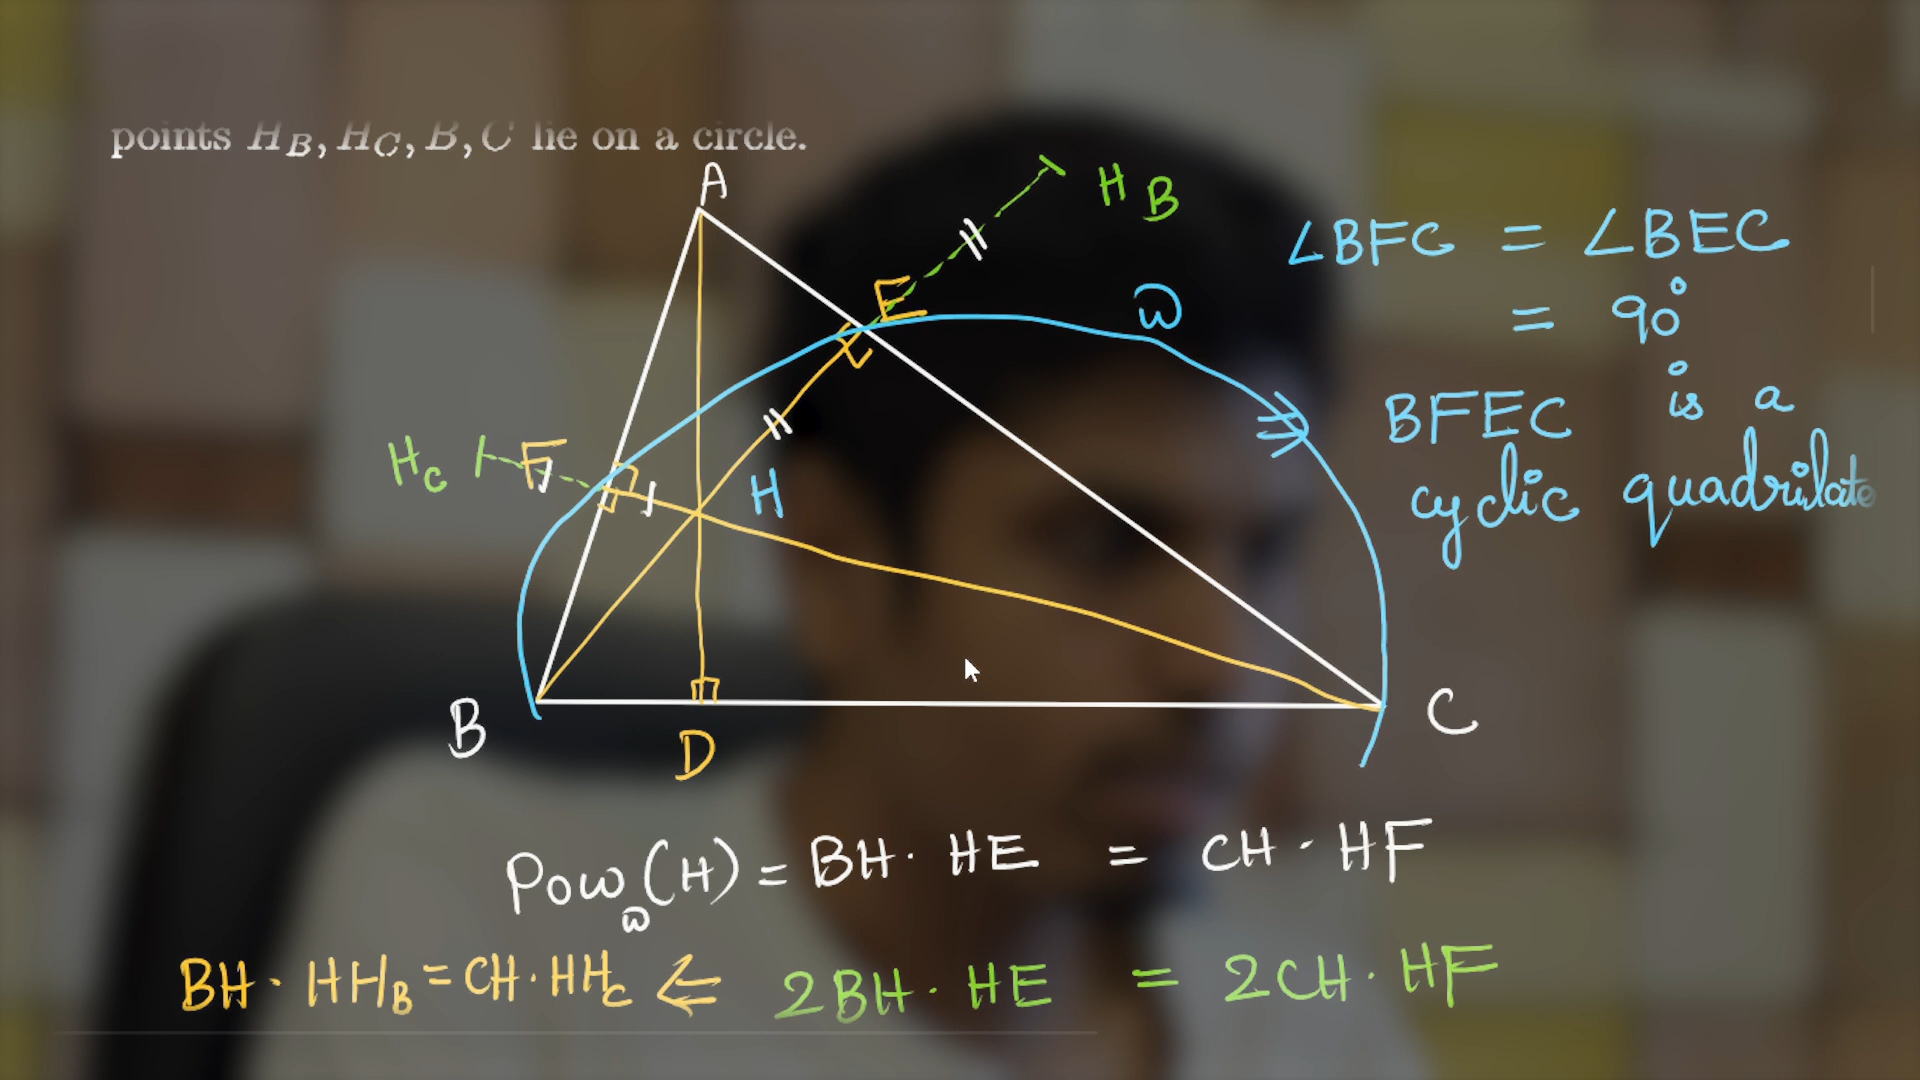 points H_B, H_C, B, C lie on a circle.
A
H_B
∠BFC = ∠BEC
= 90°
E
ω
BFEC is a
cyclic quadrilate
H_C
F
H
B
D
C
Pow_ω(H) = BH · HE = CH · HF
BH · HH_B = CH · HH_C ⇐ 2BH · HE = 2CH · HF